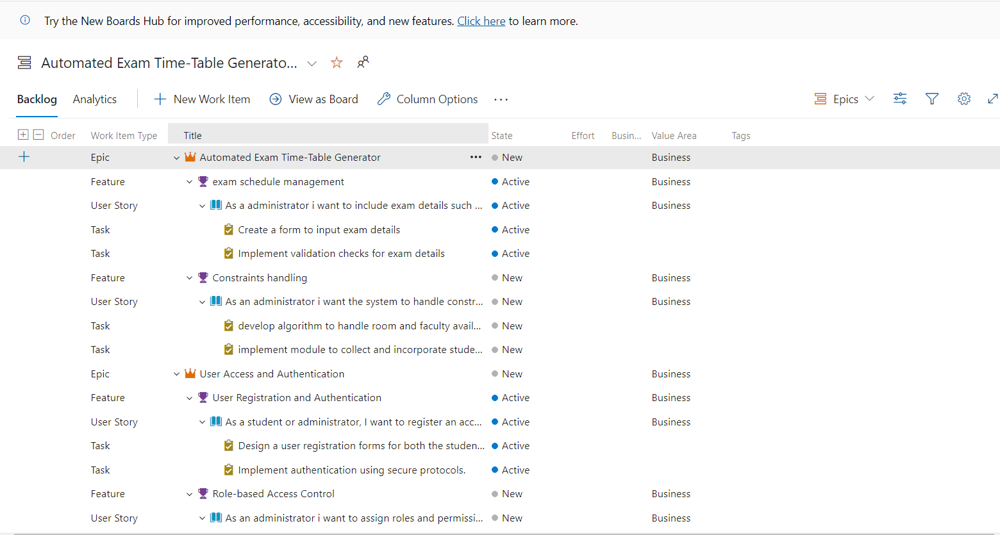 Try the New Boards Hub for improved performance, accessibility, and new features. Click here to learn more.
Automated Exam Time-Table Generato...
Backlog Analytics New Work Item View as Board Column Options ... Epics
Order Work Item Type Title State Effort Busin... Value Area Tags
Epic Automated Exam Time-Table Generator ... New Business
Feature exam schedule management Active Business
User Story As a administrator i want to include exam details such ... Active Business
Task Create a form to input exam details Active
Task Implement validation checks for exam details Active
Feature Constraints handling New Business
User Story As an administrator i want the system to handle constr... New Business
Task develop algorithm to handle room and faculty avail... New
Task implement module to collect and incorporate stude... New
Epic User Access and Authentication New Business
Feature User Registration and Authentication Active Business
User Story As a student or administrator, I want to register an acc... Active Business
Task Design a user registration forms for both the studen... Active
Task Implement authentication using secure protocols. Active
Feature Role-based Access Control New Business
User Story As an administrator i want to assign roles and permissi... New Business